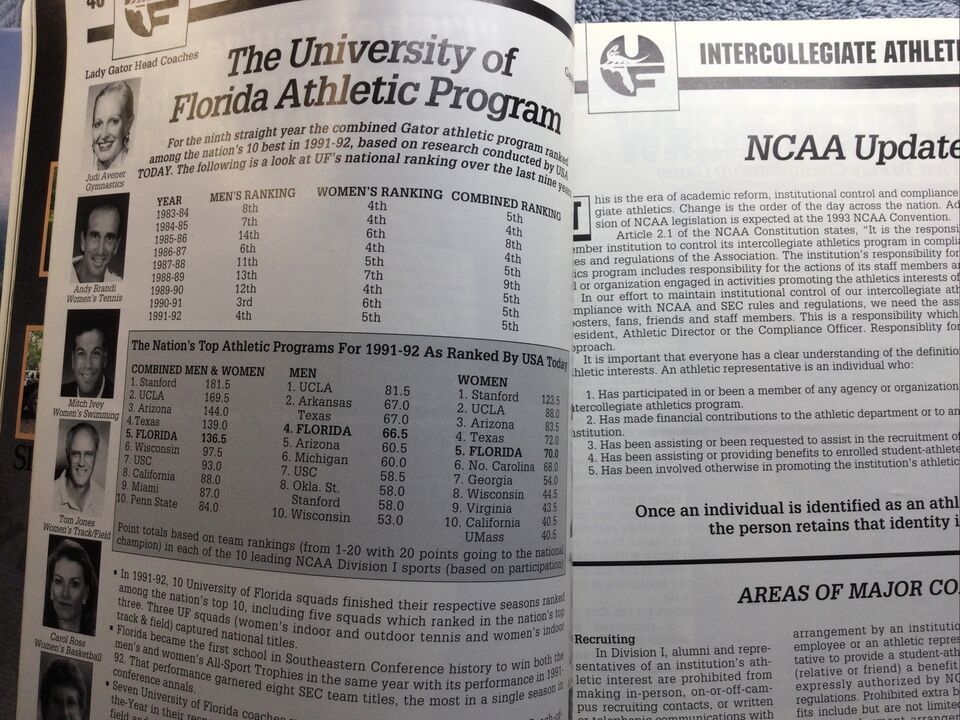 40
Lady Gator Head Coaches
The University of
Florida Athletic Program
For the ninth straight year the combined Gator athletic program ranked
among the nation's 10 best in 1991-92, based on research conducted by USA
TODAY. The following is a look at UF's national ranking over the last nine years
YEAR MEN'S RANKING WOMEN'S RANKING COMBINED RANKING
1983-84 8th 4th 5th
1984-85 7th 4th 4th
1985-86 14th 6th 8th
1986-87 6th 4th 4th
1987-88 11th 5th 5th
1988-89 13th 7th 9th
1989-90 12th 4th 5th
1990-91 3rd 6th 5th
1991-92 4th 5th 5th
Judi Avener
Gymnastics
Andy Brandi
Women's Tennis
Mitch Ivey
Women's Swimming
Tom Jones
Women's Track/Field
Carol Ross
Women's Basketball
The Nation's Top Athletic Programs For 1991-92 As Ranked By USA Today
COMBINED MEN & WOMEN
1. Stanford 181.5
2. UCLA 169.5
3. Arizona 144.0
4. Texas 139.0
5. FLORIDA 136.5
6. Wisconsin 97.5
7. USC 93.0
8. California 88.0
9. Miami 87.0
10. Penn State 84.0
MEN
1. UCLA 81.5
2. Arkansas 67.0
Texas 67.0
4. FLORIDA 66.5
5. Arizona 60.5
6. Michigan 60.0
7. USC 58.5
8. Okla. St. 58.0
Stanford 58.0
10. Wisconsin 53.0
WOMEN
1. Stanford 123.5
2. UCLA 88.0
3. Arizona 83.5
4. Texas 72.0
5. FLORIDA 70.0
6. No. Carolina 68.0
7. Georgia 54.0
8. Wisconsin 44.5
9. Virginia 43.5
10. California 40.5
UMass 40.5
Point totals based on team rankings (from 1-20 with 20 points going to the national
champion) in each of the 10 leading NCAA Division I sports (based on participation)
▪ In 1991-92, 10 University of Florida squads finished their respective seasons ranked
among the nation's top 10, including five squads which ranked in the nation's top
three. Three UF squads (women's indoor and outdoor tennis and women's indoor
track & field) captured national titles.
▪ Florida became the first school in Southeastern Conference history to win both the
men's and women's All-Sport Trophies in the same year with its performance in 1991-
92. That performance garnered eight SEC team titles, the most in a single season in
conference annals.
▪ Seven University of Florida coaches
the-Year in their
INTERCOLLEGIATE ATHLETI
NCAA Update
This is the era of academic reform, institutional control and compliance
giate athletics. Change is the order of the day across the nation. Ad
sion of NCAA legislation is expected at the 1993 NCAA Convention.
Article 2.1 of the NCAA Constitution states, "It is the responsi
ember institution to control its intercollegiate athletics program in compli
es and regulations of the Association. The institution's responsibility for
ics program includes responsibility for the actions of its staff members a
l or organization engaged in activities promoting the athletics interests of
In our effort to maintain institutional control of our intercollegiate ath
mpliance with NCAA and SEC rules and regulations, we need the ass
oosters, fans, friends and staff members. This is a responsibility which
esident, Athletic Director or the Compliance Officer. Responsiblity for
pproach.
It is important that everyone has a clear understanding of the definitio
hletic interests. An athletic representative is an individual who:
1. Has participated in or been a member of any agency or organization
ntercollegiate athletics program.
2. Has made financial contributions to the athletic department or to an
nstitution.
3. Has been assisting or been requested to assist in the recruitment of
4. Has been assisting or providing benefits to enrolled student-athlete
5. Has been involved otherwise in promoting the institution's athletic
Once an individual is identified as an athl
the person retains that identity i
AREAS OF MAJOR CO
Recruiting
In Division I, alumni and repre-
sentatives of an institution's ath-
letic interest are prohibited from
making in-person, on-or-off-cam-
pus recruiting contacts, or written
or telephonic communications with
arrangement by an institutio
employee or an athletic repres
tative to provide a student-ath
(relative or friend) a benefit
expressly authorized by NC
regulations. Prohibited extra b
fits include but are not limited